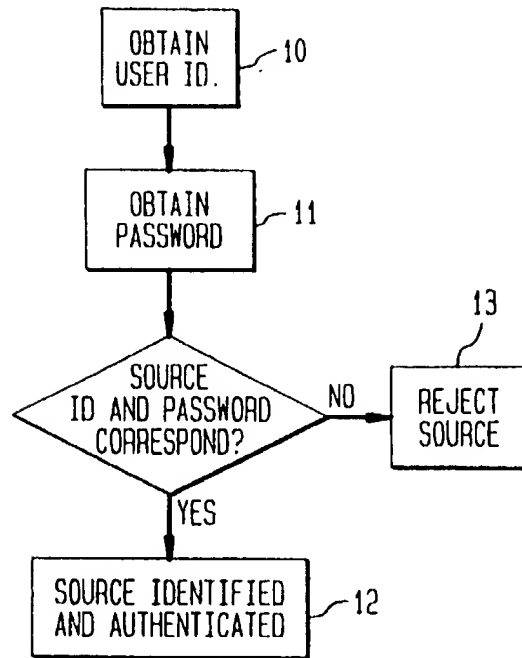 OBTAIN
USER ID.
10
OBTAIN
PASSWORD
11
SOURCE
ID AND PASSWORD
CORRESPOND?
NO
13
REJECT
SOURCE
YES
SOURCE IDENTIFIED
AND AUTHENTICATED
12